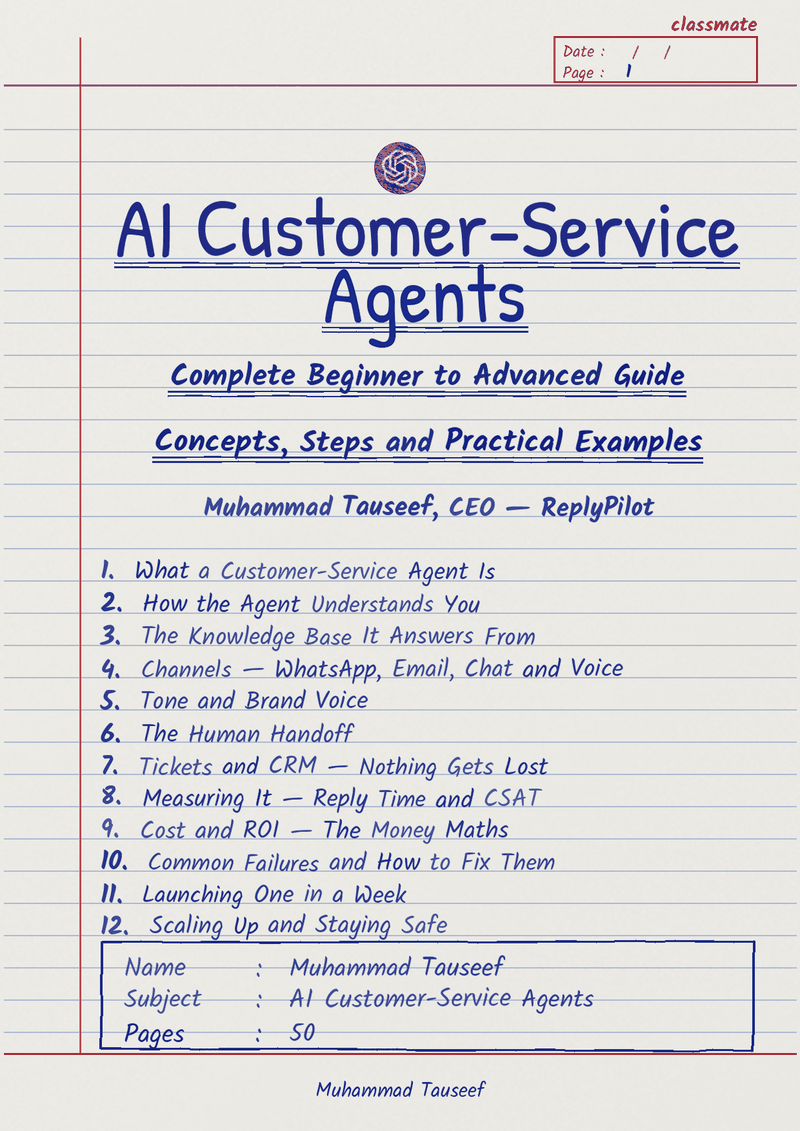 classmate
Date : / /
Page : 1
AI Customer-Service
Agents
Complete Beginner to Advanced Guide
Concepts, Steps and Practical Examples
Muhammad Tauseef, CEO — ReplyPilot
1. What a Customer-Service Agent Is
2. How the Agent Understands You
3. The Knowledge Base It Answers From
4. Channels — WhatsApp, Email, Chat and Voice
5. Tone and Brand Voice
6. The Human Handoff
7. Tickets and CRM — Nothing Gets Lost
8. Measuring It — Reply Time and CSAT
9. Cost and ROI — The Money Maths
10. Common Failures and How to Fix Them
11. Launching One in a Week
12. Scaling Up and Staying Safe
Name : Muhammad Tauseef
Subject : AI Customer-Service Agents
Pages : 50
Muhammad Tauseef